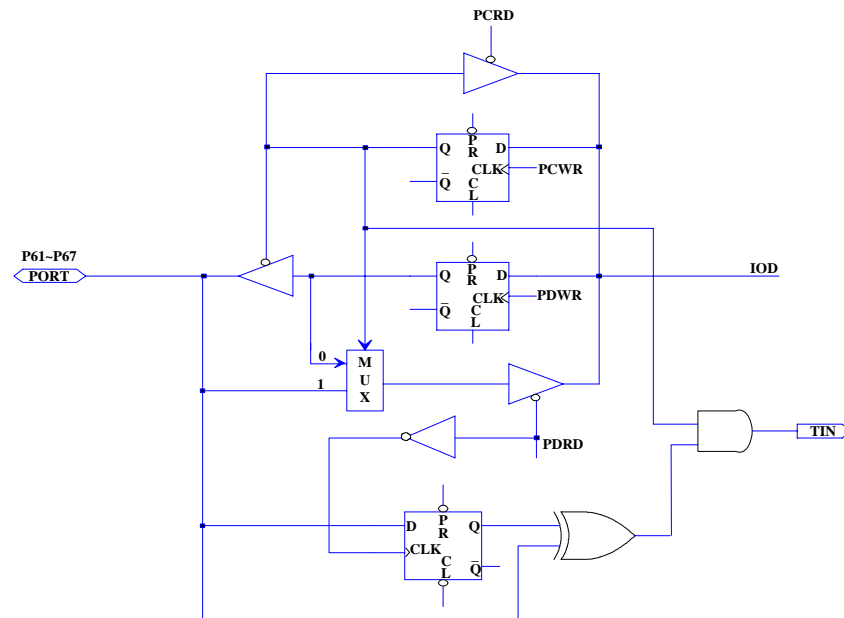 PCRD
Q P R D
CLK
Q C L
PCWR
P61~P67
PORT
Q P R D
CLK
Q C L
PDWR
IOD
0
1
M U X
PDRD
TIN
D P R Q
CLK
C L Q